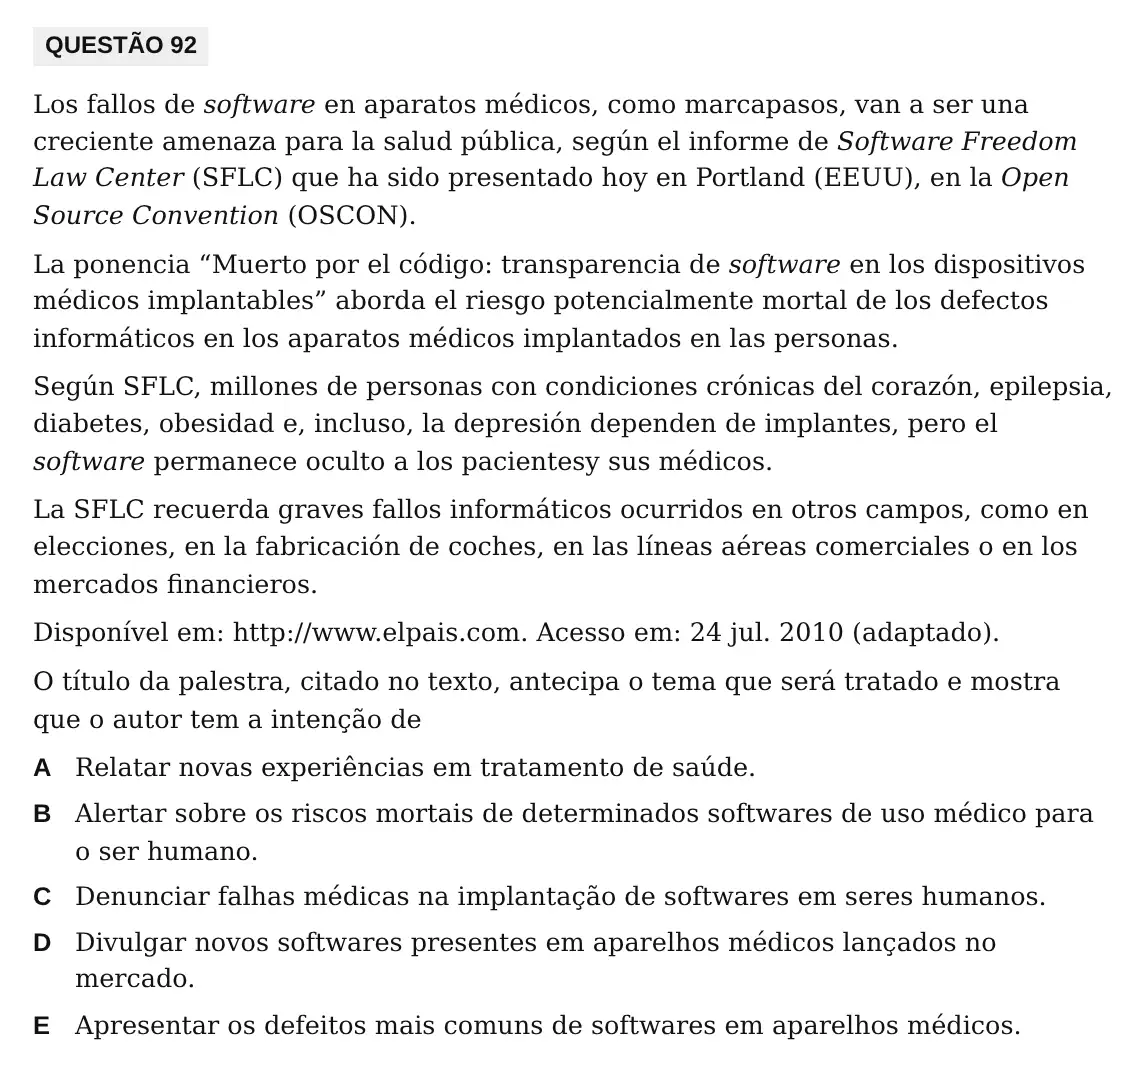 QUESTÃO 92
Los fallos de software en aparatos médicos, como marcapasos, van a ser una
creciente amenaza para la salud pública, según el informe de Software Freedom
Law Center (SFLC) que ha sido presentado hoy en Portland (EEUU), en la Open
Source Convention (OSCON).
La ponencia “Muerto por el código: transparencia de software en los dispositivos
médicos implantables” aborda el riesgo potencialmente mortal de los defectos
informáticos en los aparatos médicos implantados en las personas.
Según SFLC, millones de personas con condiciones crónicas del corazón, epilepsia,
diabetes, obesidad e, incluso, la depresión dependen de implantes, pero el
software permanece oculto a los pacientesy sus médicos.
La SFLC recuerda graves fallos informáticos ocurridos en otros campos, como en
elecciones, en la fabricación de coches, en las líneas aéreas comerciales o en los
mercados financieros.
Disponível em: http://www.elpais.com. Acesso em: 24 jul. 2010 (adaptado).
O título da palestra, citado no texto, antecipa o tema que será tratado e mostra
que o autor tem a intenção de
A Relatar novas experiências em tratamento de saúde.
B Alertar sobre os riscos mortais de determinados softwares de uso médico para
o ser humano.
C Denunciar falhas médicas na implantação de softwares em seres humanos.
D Divulgar novos softwares presentes em aparelhos médicos lançados no
mercado.
E Apresentar os defeitos mais comuns de softwares em aparelhos médicos.